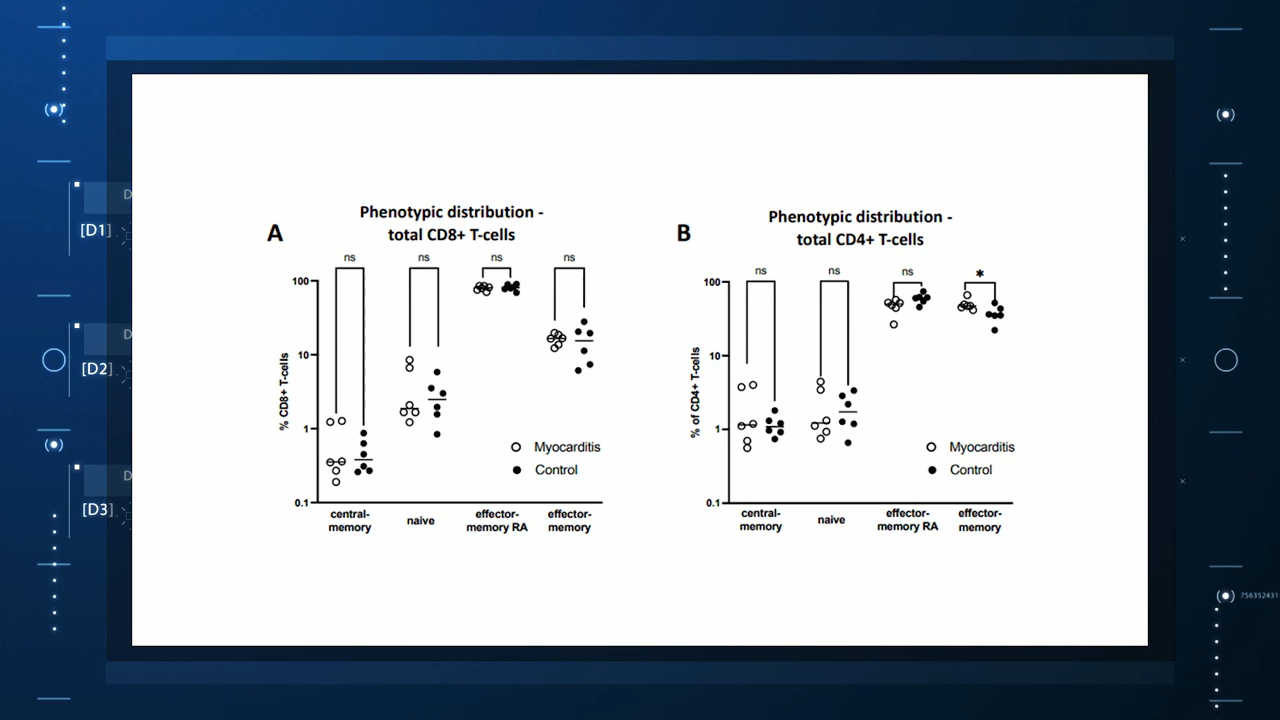 D
[D1]
D
[D2]
D
[D3]
756352431
A
Phenotypic distribution -
total CD8+ T-cells
ns
ns
ns
ns
% CD8+ T-cells
100
10
1
0.1
Myocarditis
Control
central-
memory
naive
effector-
memory RA
effector-
memory
B
Phenotypic distribution -
total CD4+ T-cells
ns
ns
ns
*
% of CD4+ T-cells
100
10
1
0.1
Myocarditis
Control
central-
memory
naive
effector-
memory RA
effector-
memory